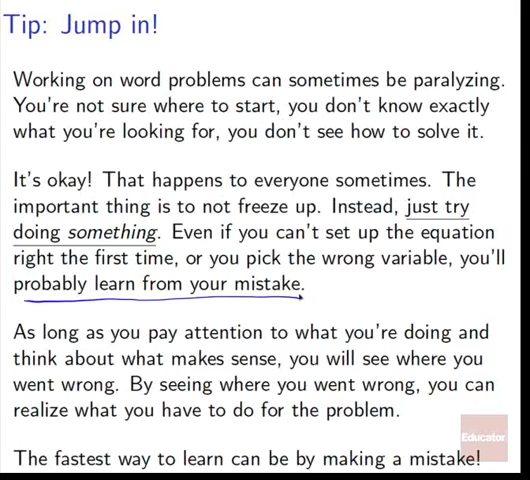 Tip: Jump in!
Working on word problems can sometimes be paralyzing.
You're not sure where to start, you don't know exactly
what you're looking for, you don't see how to solve it.
It's okay! That happens to everyone sometimes. The
important thing is to not freeze up. Instead, just try
doing something. Even if you can't set up the equation
right the first time, or you pick the wrong variable, you'll
probably learn from your mistake.
As long as you pay attention to what you're doing and
think about what makes sense, you will see where you
went wrong. By seeing where you went wrong, you can
realize what you have to do for the problem.
Educator
The fastest way to learn can be by making a mistake!